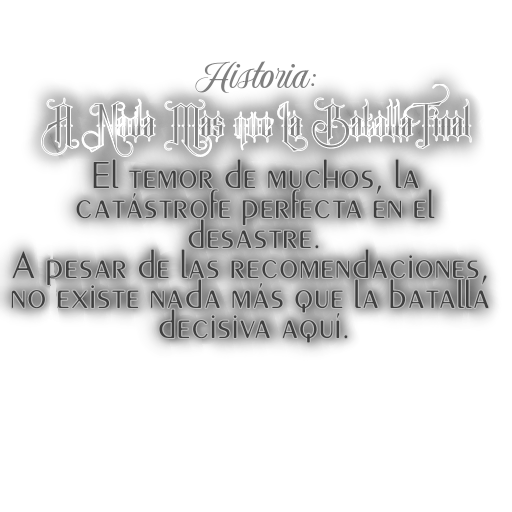 Historia:
A Nada Mas que la Batalla Final
El temor de muchos, la
catástrofe perfecta en el
desastre.
A pesar de las recomendaciones,
no existe nada más que la batalla
decisiva aquí.